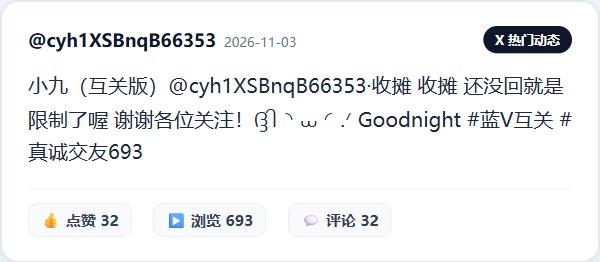 @cyh1XSBnqB66353 2026-11-03 X 热门动态
小九（互关版）@cyh1XSBnqB66353·收摊 收摊 还没回就是
限制了喔 谢谢各位关注！ଘ  ◝ ω ◜ .ᐟ Goodnight #蓝V互关 #
真诚交友693
👍 点赞 32 ▶️ 浏览 693 💬 评论 32